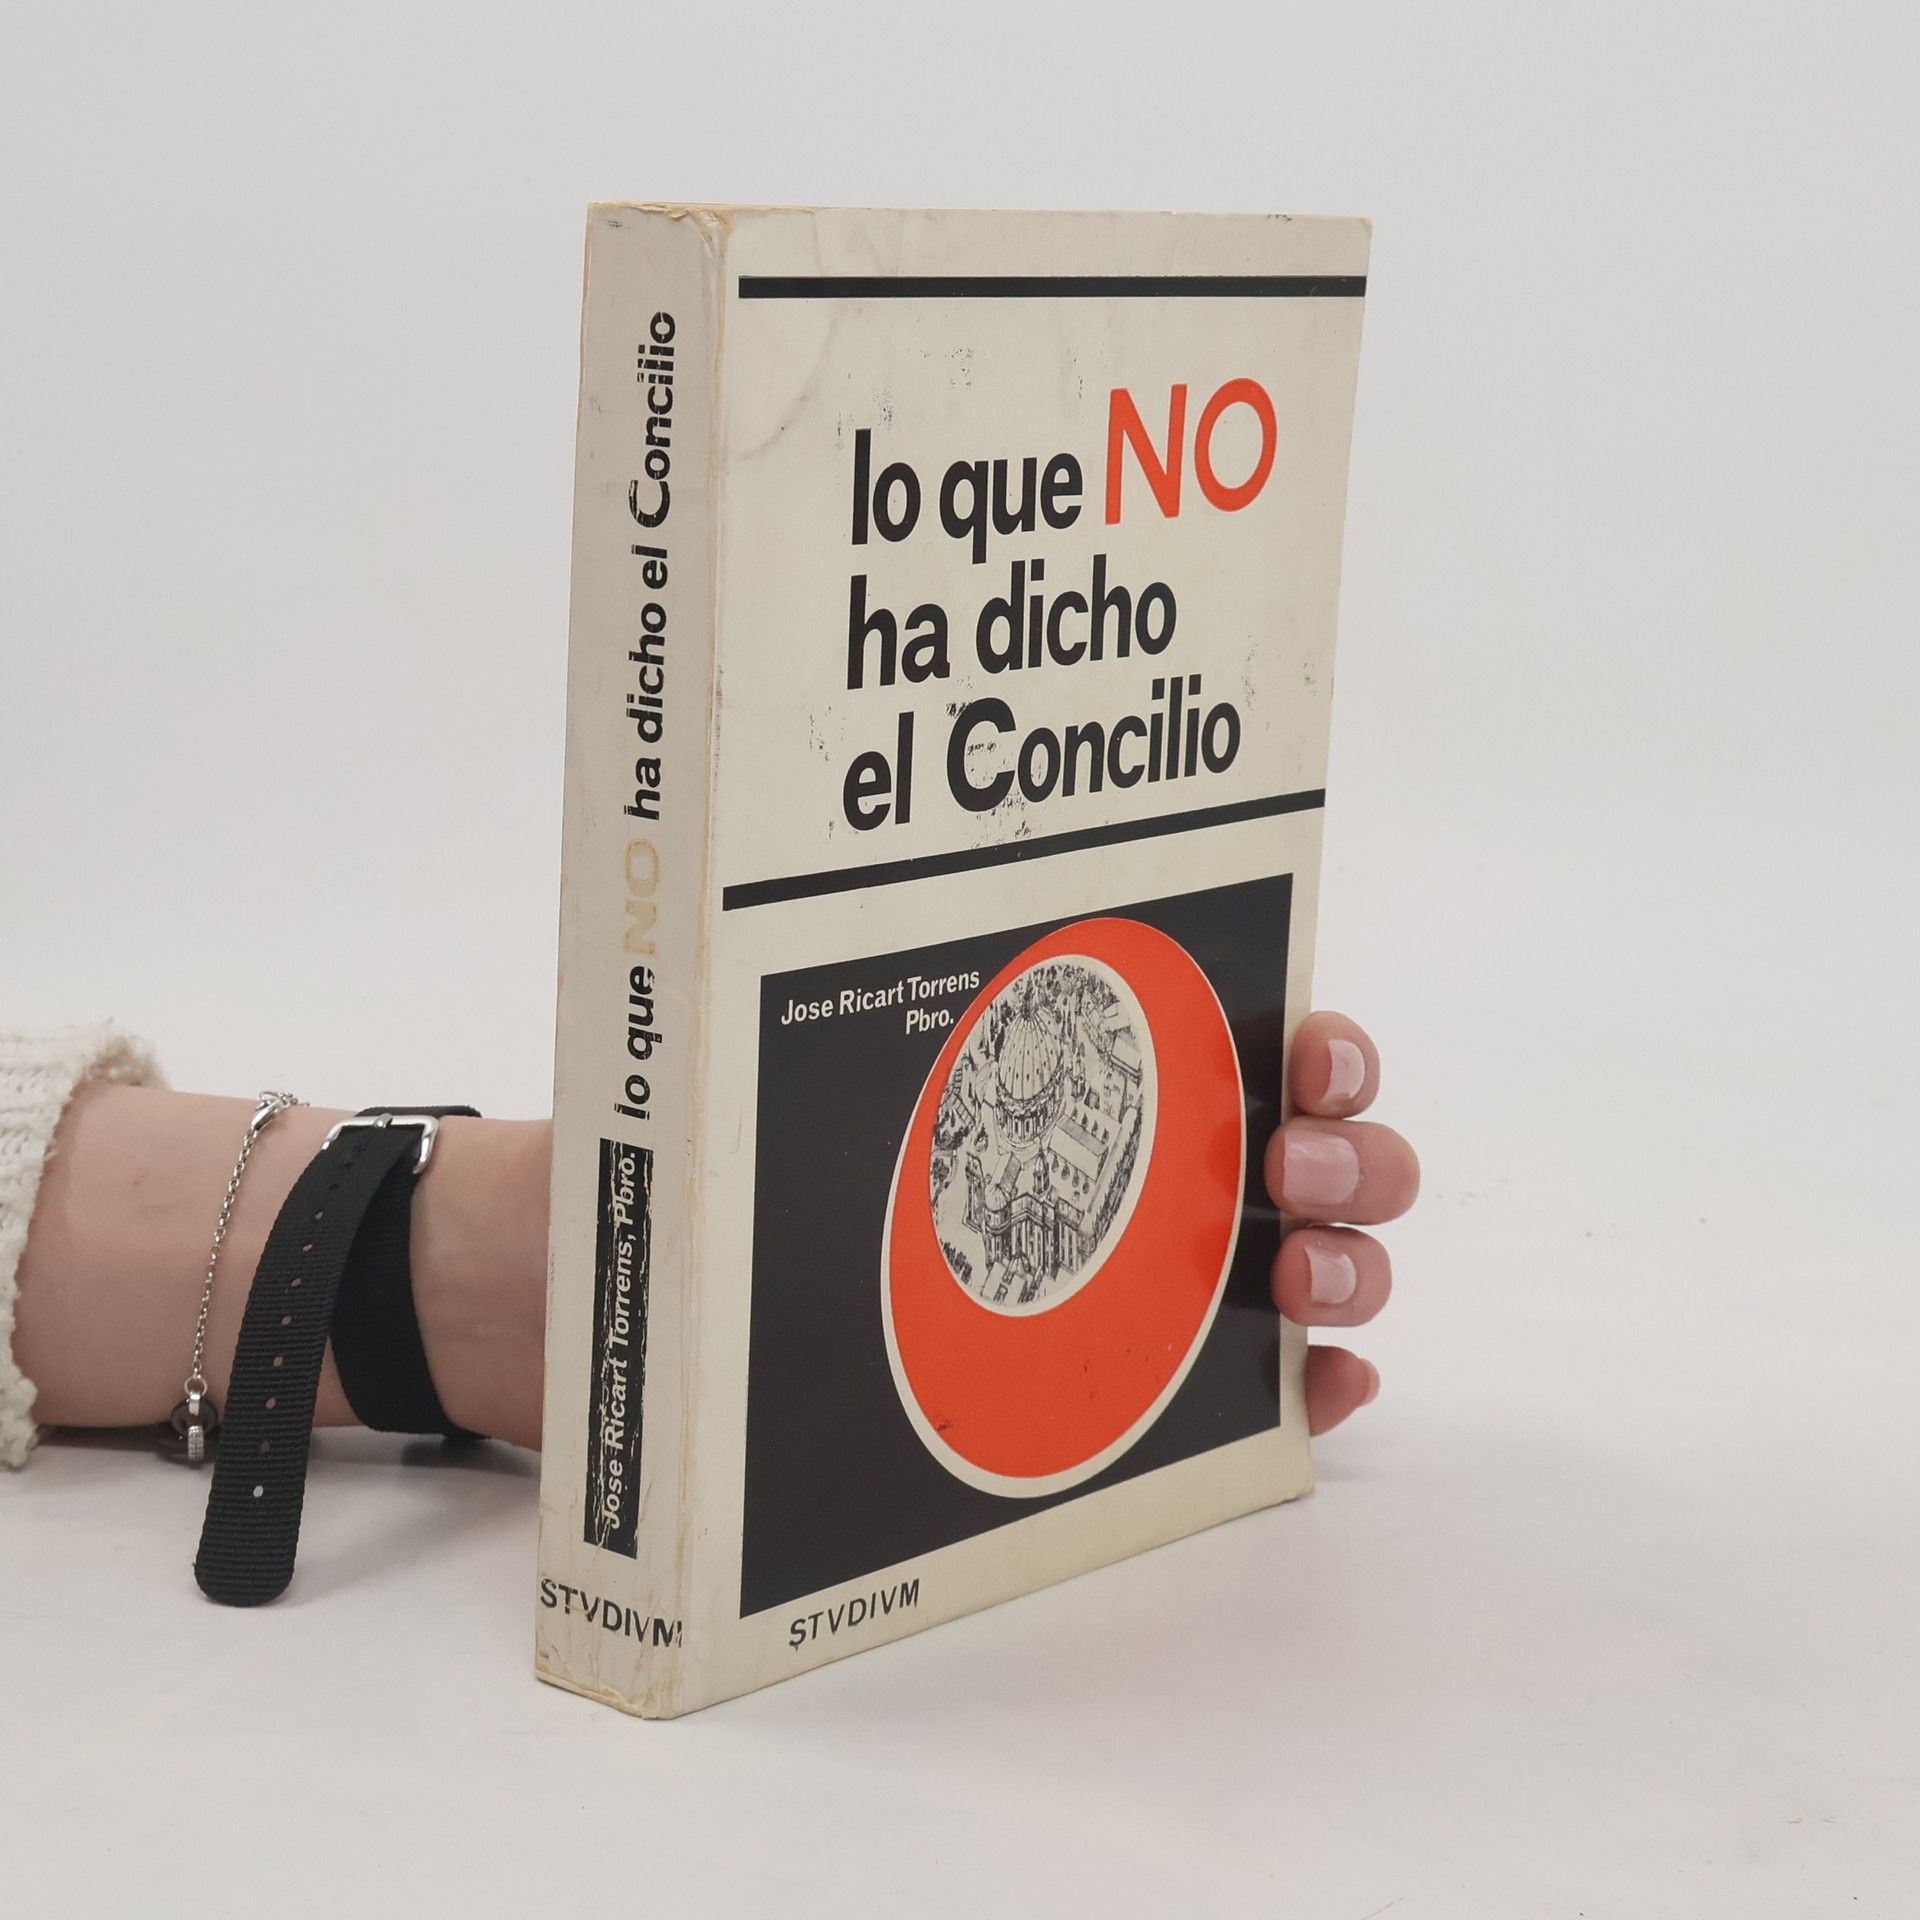 lo que NO ha dicho el Concilio
Jose Ricart Torrens, Pbro.
STVDIVM
lo que NO
ha dicho
el Concilio
Jose Ricart Torrens
Pbro.
STVDIVM